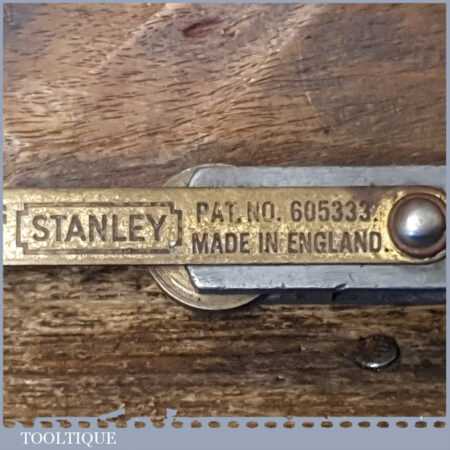 STANLEY
PAT. NO. 605333.
MADE IN ENGLAND.
TOOLTIQUE